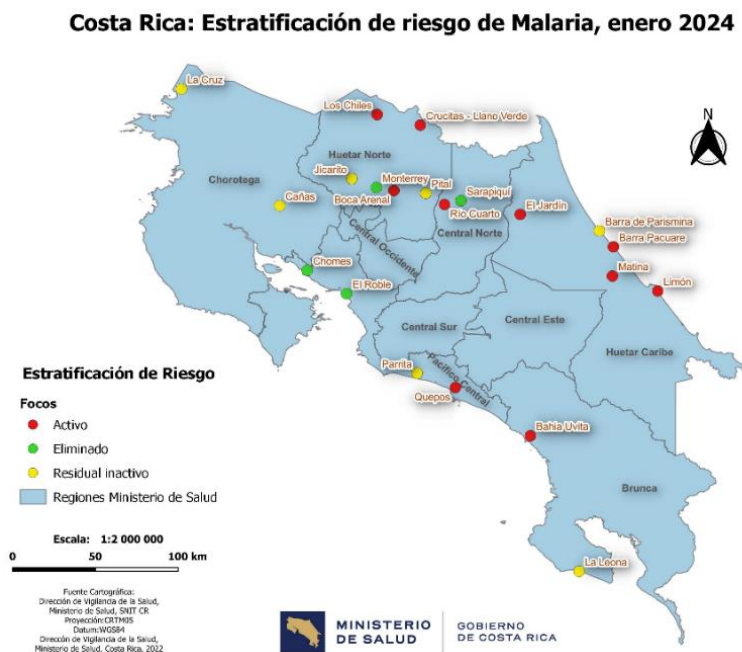 Costa Rica: Estratificación de riesgo de Malaria, enero 2024
La Cruz
Los Chiles
Crucitas - Llano Verde
N
Huetar Norte
Jicarito
Monterrey
Chorotega
Boca Arenal
Pital
Sarapiquí
Cañas
Río Cuarto
El Jardín
Central Norte
Barra de Parismina
Barra Pacuare
Central Occidente
Chomes
Matina
El Roble
Limón
Central Sur
Central Este
Huetar Caribe
Parrita
Pacífico Central
Quepos
Bahía Uvita
Brunca
La Leona
Estratificación de Riesgo
Focos
Activo
Eliminado
Residual inactivo
Regiones Ministerio de Salud
Escala: 1:2 000 000
0 50 100 km
Fuente Cartográfica:
Dirección de Vigilancia de la Salud,
Ministerio de Salud, SNIT CR
Proyección:CRTM05
Datum:WGS84
Dirección de Vigilancia de la Salud,
Ministerio de Salud, Costa Rica, 2022
MINISTERIO
DE SALUD
GOBIERNO
DE COSTA RICA